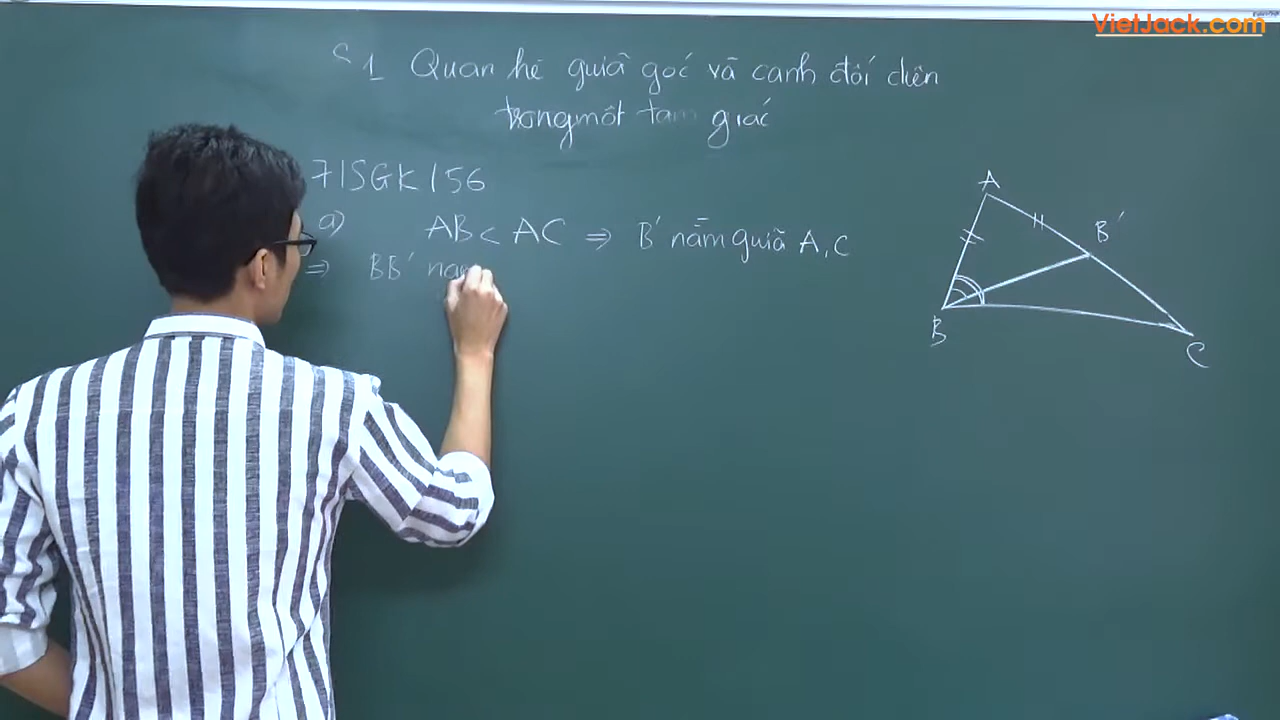 VietJack.com
§1 Quan hệ giữa góc và cạnh đối diện
trong một tam giác
7/SGK/56
a) AB < AC ⇒ B' nằm giữa A, C
⇒ BB' nằm
A
B'
B
C